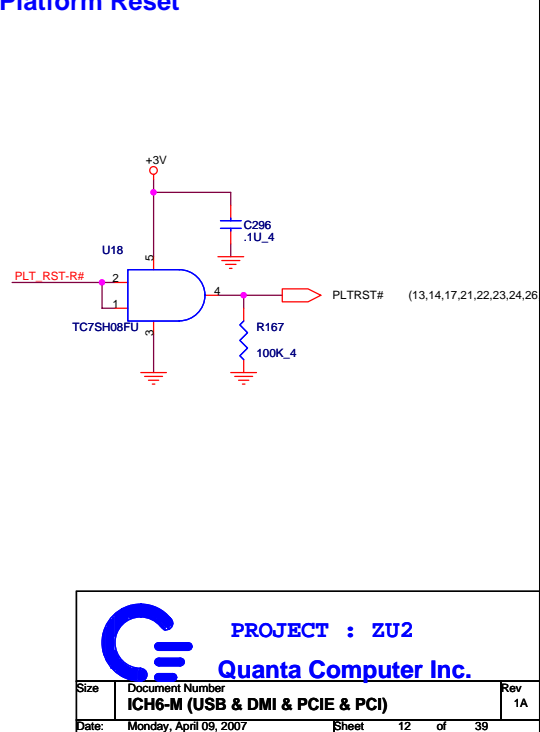 Platform Reset
+3V
C296
.1U_4
U18
5
PLT_RST-R#
2
1
4
PLTRST# (13,14,17,21,22,23,24,26
TC7SH08FU
3
R167
100K_4
PROJECT : ZU2
Quanta Computer Inc.
Size Document Number Rev
ICH6-M (USB & DMI & PCIE & PCI) 1A
Date: Monday, April 09, 2007 Sheet 12 of 39